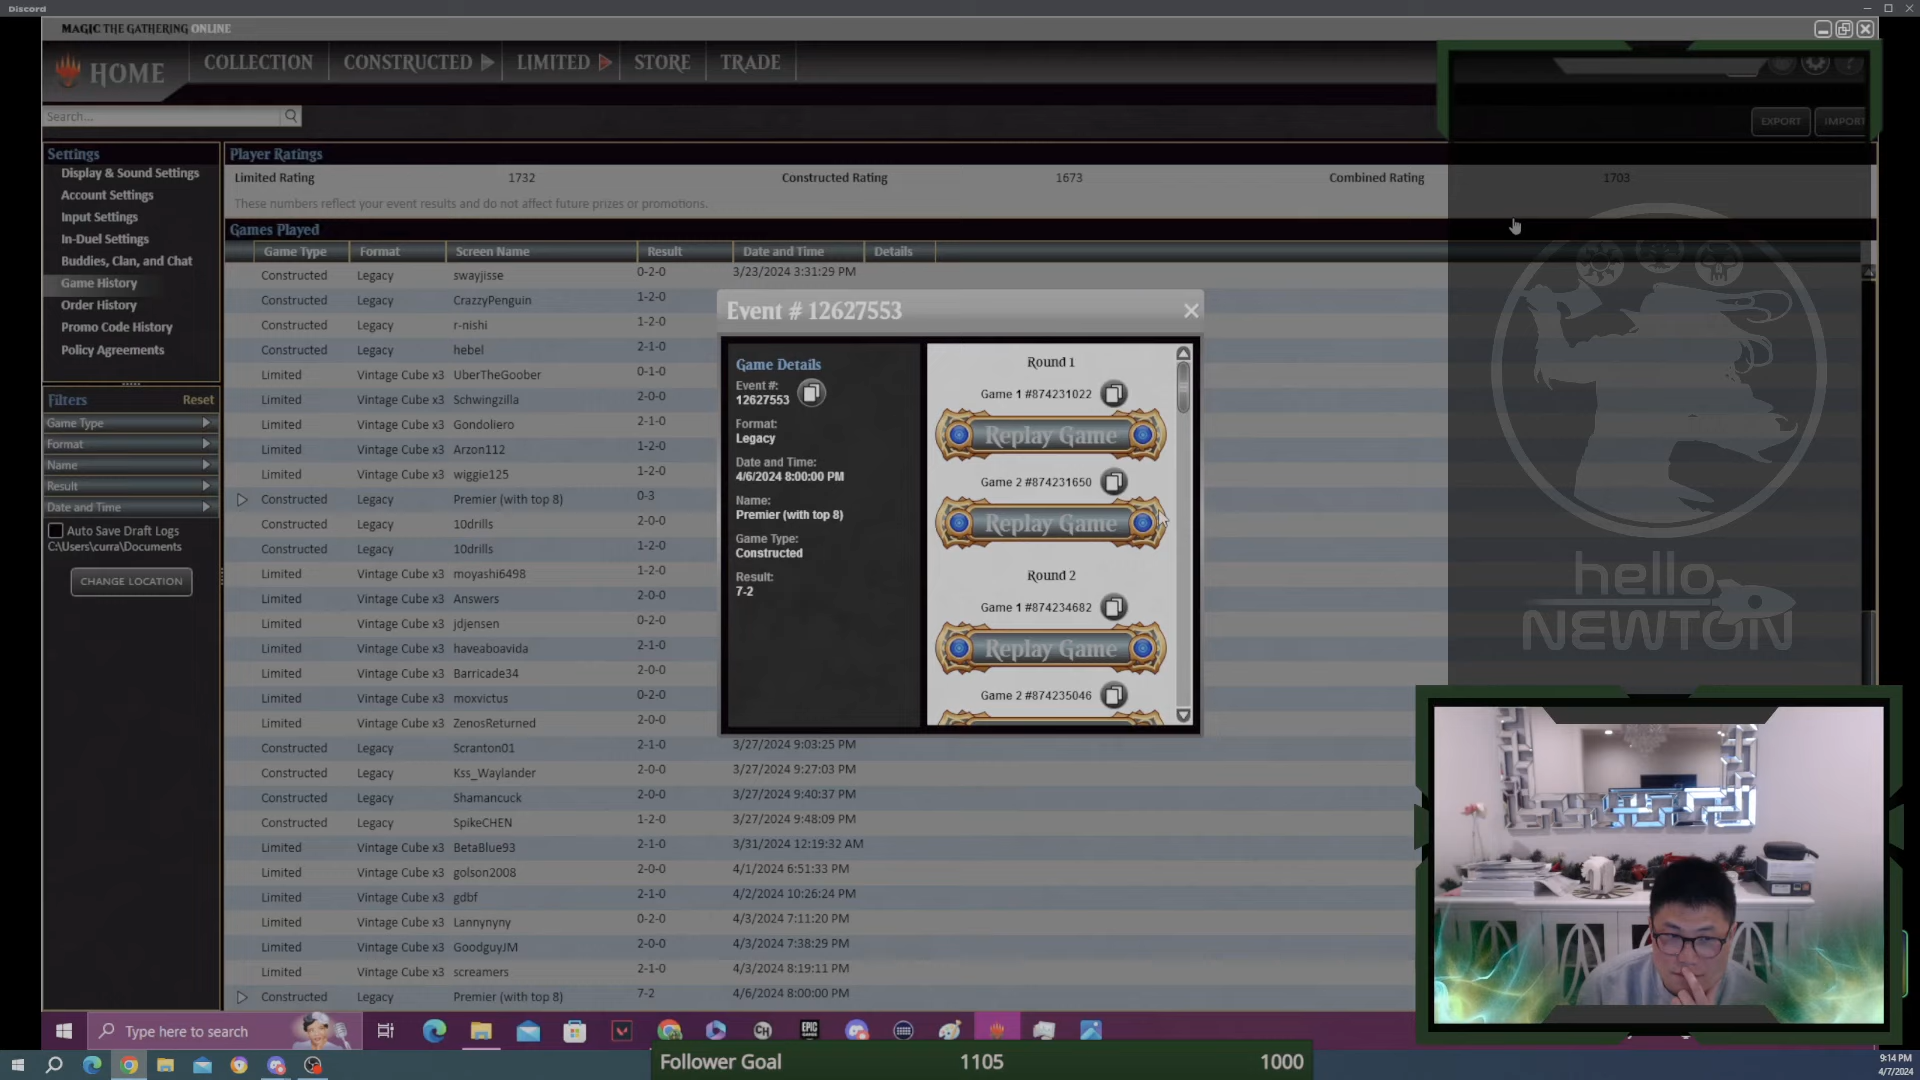 Discord
MAGIC THE GATHERING ONLINE
HOME
COLLECTION
CONSTRUCTED
LIMITED
STORE
TRADE
Search...
EXPORT
IMPORT
Settings
Display & Sound Settings
Account Settings
Input Settings
In-Duel Settings
Buddies, Clan, and Chat
Game History
Order History
Promo Code History
Policy Agreements
Filters Reset
Game Type
Format
Name
Result
Date and Time
Auto Save Draft Logs
C:\Users\curra\Documents
CHANGE LOCATION
Player Ratings
Limited Rating 1732 Constructed Rating 1673 Combined Rating 1703
These numbers reflect your event results and do not affect future prizes or promotions.
Games Played
Game Type Format Screen Name Result Date and Time Details
Constructed Legacy swayjisse 0-2-0 3/23/2024 3:31:29 PM
Constructed Legacy CrazzyPenguin 1-2-0
Constructed Legacy r-nishi 1-2-0
Constructed Legacy hebel 2-1-0
Limited Vintage Cube x3 UberTheGoober 0-1-0
Limited Vintage Cube x3 Schwingzilla 2-0-0
Limited Vintage Cube x3 Gondoliero 2-1-0
Limited Vintage Cube x3 Arzon112 1-2-0
Limited Vintage Cube x3 wiggie125 1-2-0
Constructed Legacy Premier (with top 8) 0-3
Constructed Legacy 10drills 2-0-0
Constructed Legacy 10drills 1-2-0
Limited Vintage Cube x3 moyashi6498 1-2-0
Limited Vintage Cube x3 Answers 2-0-0
Limited Vintage Cube x3 jdjensen 0-2-0
Limited Vintage Cube x3 haveaboavida 2-1-0
Limited Vintage Cube x3 Barricade34 2-0-0
Limited Vintage Cube x3 moxvictus 0-2-0
Limited Vintage Cube x3 ZenosReturned 2-0-0
Constructed Legacy Scranton01 2-1-0 3/27/2024 9:03:25 PM
Constructed Legacy Kss_Waylander 2-0-0 3/27/2024 9:27:03 PM
Constructed Legacy Shamancuck 2-0-0 3/27/2024 9:40:37 PM
Constructed Legacy SpikeCHEN 1-2-0 3/27/2024 9:48:09 PM
Limited Vintage Cube x3 BetaBlue93 2-1-0 3/31/2024 12:19:32 AM
Limited Vintage Cube x3 golson2008 2-0-0 4/1/2024 6:51:33 PM
Limited Vintage Cube x3 gdbf 2-1-0 4/2/2024 10:26:24 PM
Limited Vintage Cube x3 Lannynyny 0-2-0 4/3/2024 7:11:20 PM
Limited Vintage Cube x3 GoodguyJM 2-0-0 4/3/2024 7:38:29 PM
Limited Vintage Cube x3 screamers 2-1-0 4/3/2024 8:19:11 PM
Constructed Legacy Premier (with top 8) 7-2 4/6/2024 8:00:00 PM
Event # 12627553
Game Details
Event #:
12627553
Format:
Legacy
Date and Time:
4/6/2024 8:00:00 PM
Name:
Premier (with top 8)
Game Type:
Constructed
Result:
7-2
Round 1
Game 1 #874231022
Replay Game
Game 2 #874231650
Replay Game
Round 2
Game 1 #874234682
Replay Game
Game 2 #874235046
hello
NEWTON
Type here to search
CH
EPIC
Follower Goal 1105 1000
9:14 PM
4/7/2024